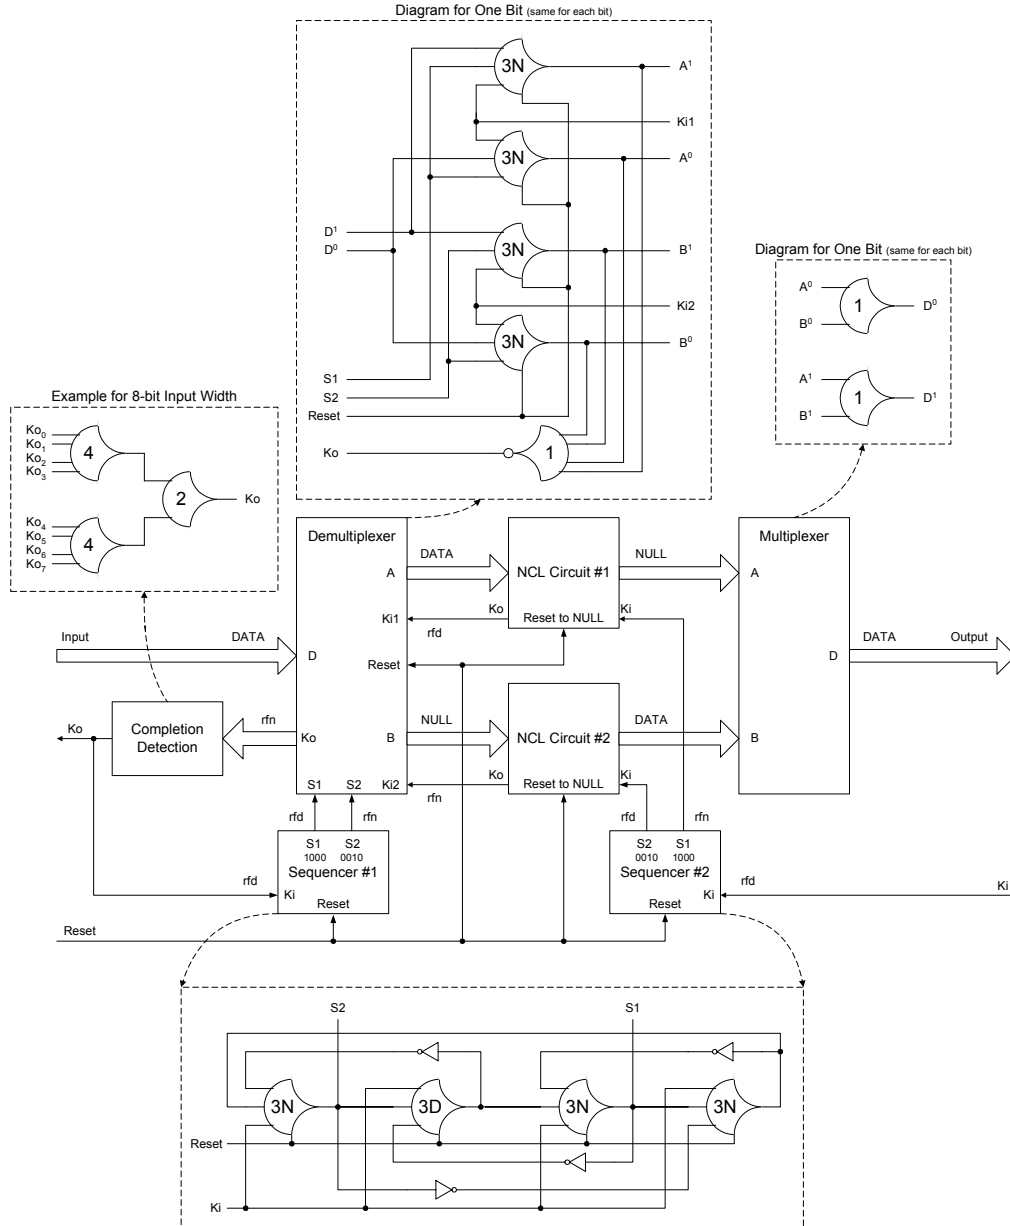 Diagram for One Bit (same for each bit)
3N
A¹
Ki1
3N
A⁰
D¹
D⁰
3N
B¹
Ki2
3N
B⁰
S1
S2
Reset
Ko
1
Diagram for One Bit (same for each bit)
A⁰
B⁰
1
D⁰
A¹
B¹
1
D¹
Example for 8-bit Input Width
Ko₀
Ko₁
Ko₂
Ko₃
4
2
Ko
Ko₄
Ko₅
Ko₆
Ko₇
4
Demultiplexer
A
Ki1
D
Reset
Ko
B
S1 S2 Ki2
DATA
Ko
rfd
NCL Circuit #1
Reset to NULL
NULL
Ki
Multiplexer
A
D
B
Input DATA
DATA Output
Completion
Detection
Ko
rfn
NULL
Ko
rfn
NCL Circuit #2
Reset to NULL
DATA
Ki
rfd rfn
rfd rfn
S1 S2
1000 0010
Sequencer #1
Ki
Reset
rfd
S2 S1
0010 1000
Sequencer #2
Ki
Reset
rfd
Ki
Reset
S2 S1
3N 3D 3N 3N
Reset
Ki